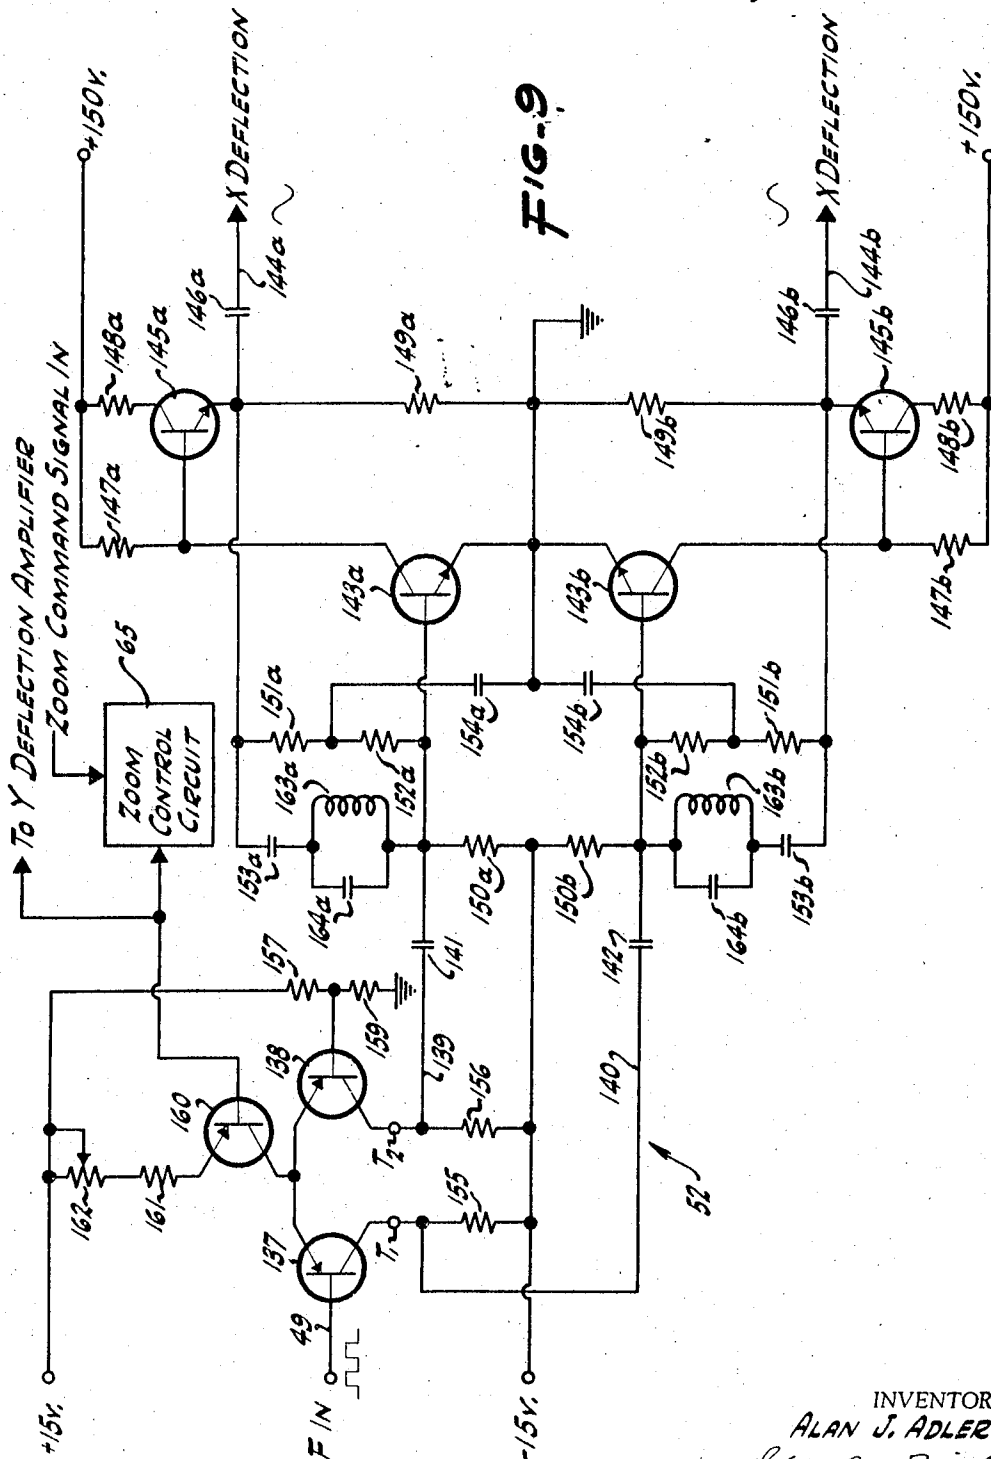 To Y DEFLECTION AMPLIFIER
ZOOM COMMAND SIGNAL IN
+150V.
65
ZOOM
CONTROL
CIRCUIT
147a
148a
145a
146a
X DEFLECTION
144a
151a
163a
152a
153a
164a
143a
149a
FIG-9
+15V.
162
161
160
157
138
159
137
49
F IN
T1
T2
155
156
139
141
150a
154a
-15V.
140
142
150b
154b
143b
149b
152b
151b
163b
164b
153b
52
146b
X DEFLECTION
144b
145b
148b
147b
+150V.
INVENTOR
ALAN J. ADLER